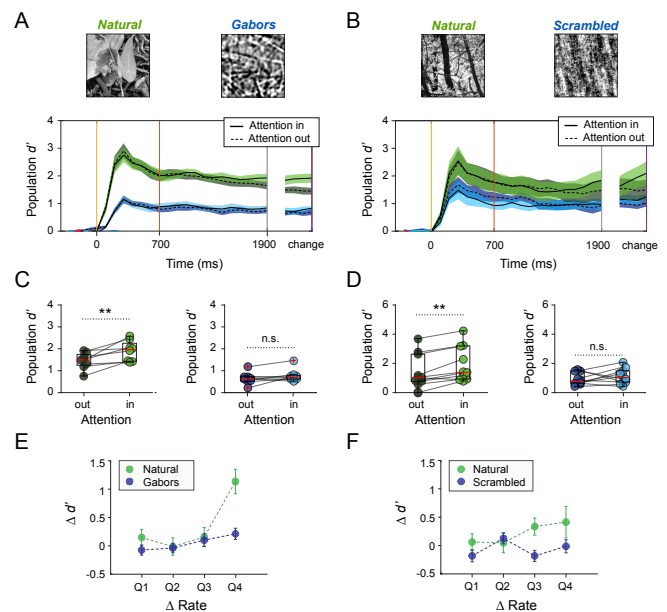 A
Natural
Gabors
B
Natural
Scrambled
Population d'
4
3
2
1
0
Attention in
Attention out
0
700
1900
change
Time (ms)
Population d'
4
3
2
1
0
Attention in
Attention out
0
700
1900
change
Time (ms)
C
Population d'
4
3
2
1
0
**
out
in
Attention
4
3
2
1
0
n.s.
out
in
Attention
D
Population d'
6
4
2
0
**
out
in
Attention
4
3
2
1
0
n.s.
out
in
Attention
E
Δ d'
1.5
1
0.5
0
-0.5
Natural
Gabors
Q1
Q2
Q3
Q4
Δ Rate
F
Δ d'
1.5
1
0.5
0
-0.5
Natural
Scrambled
Q1
Q2
Q3
Q4
Δ Rate